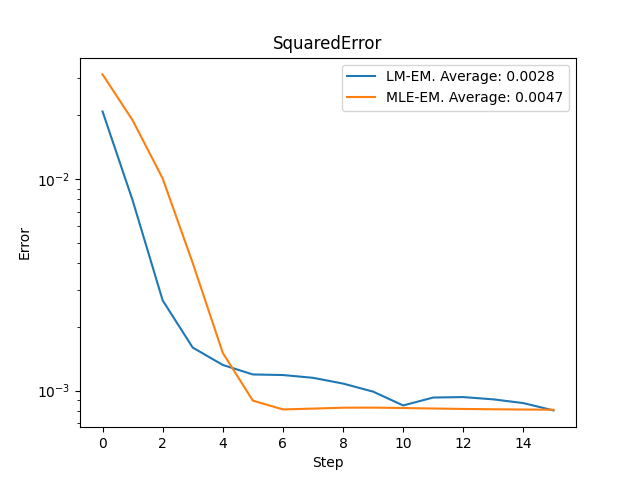 SquaredError
LM-EM. Average: 0.0028
MLE-EM. Average: 0.0047
Error
10⁻²
10⁻³
0 2 4 6 8 10 12 14
Step